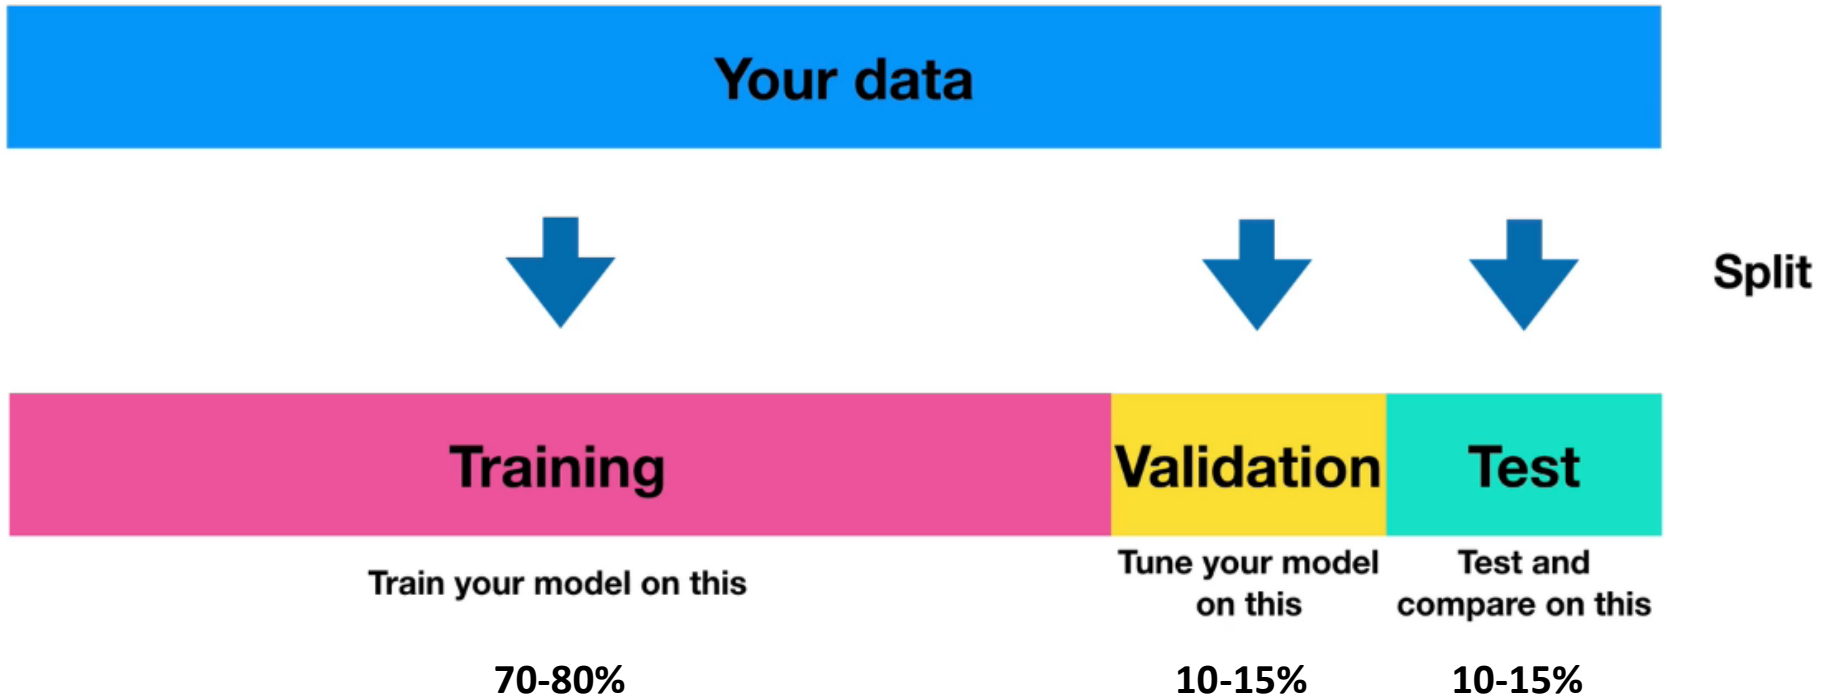 Your data
Split
Training
Validation
Test
Train your model on this
Tune your model
on this
Test and
compare on this
70-80%
10-15%
10-15%